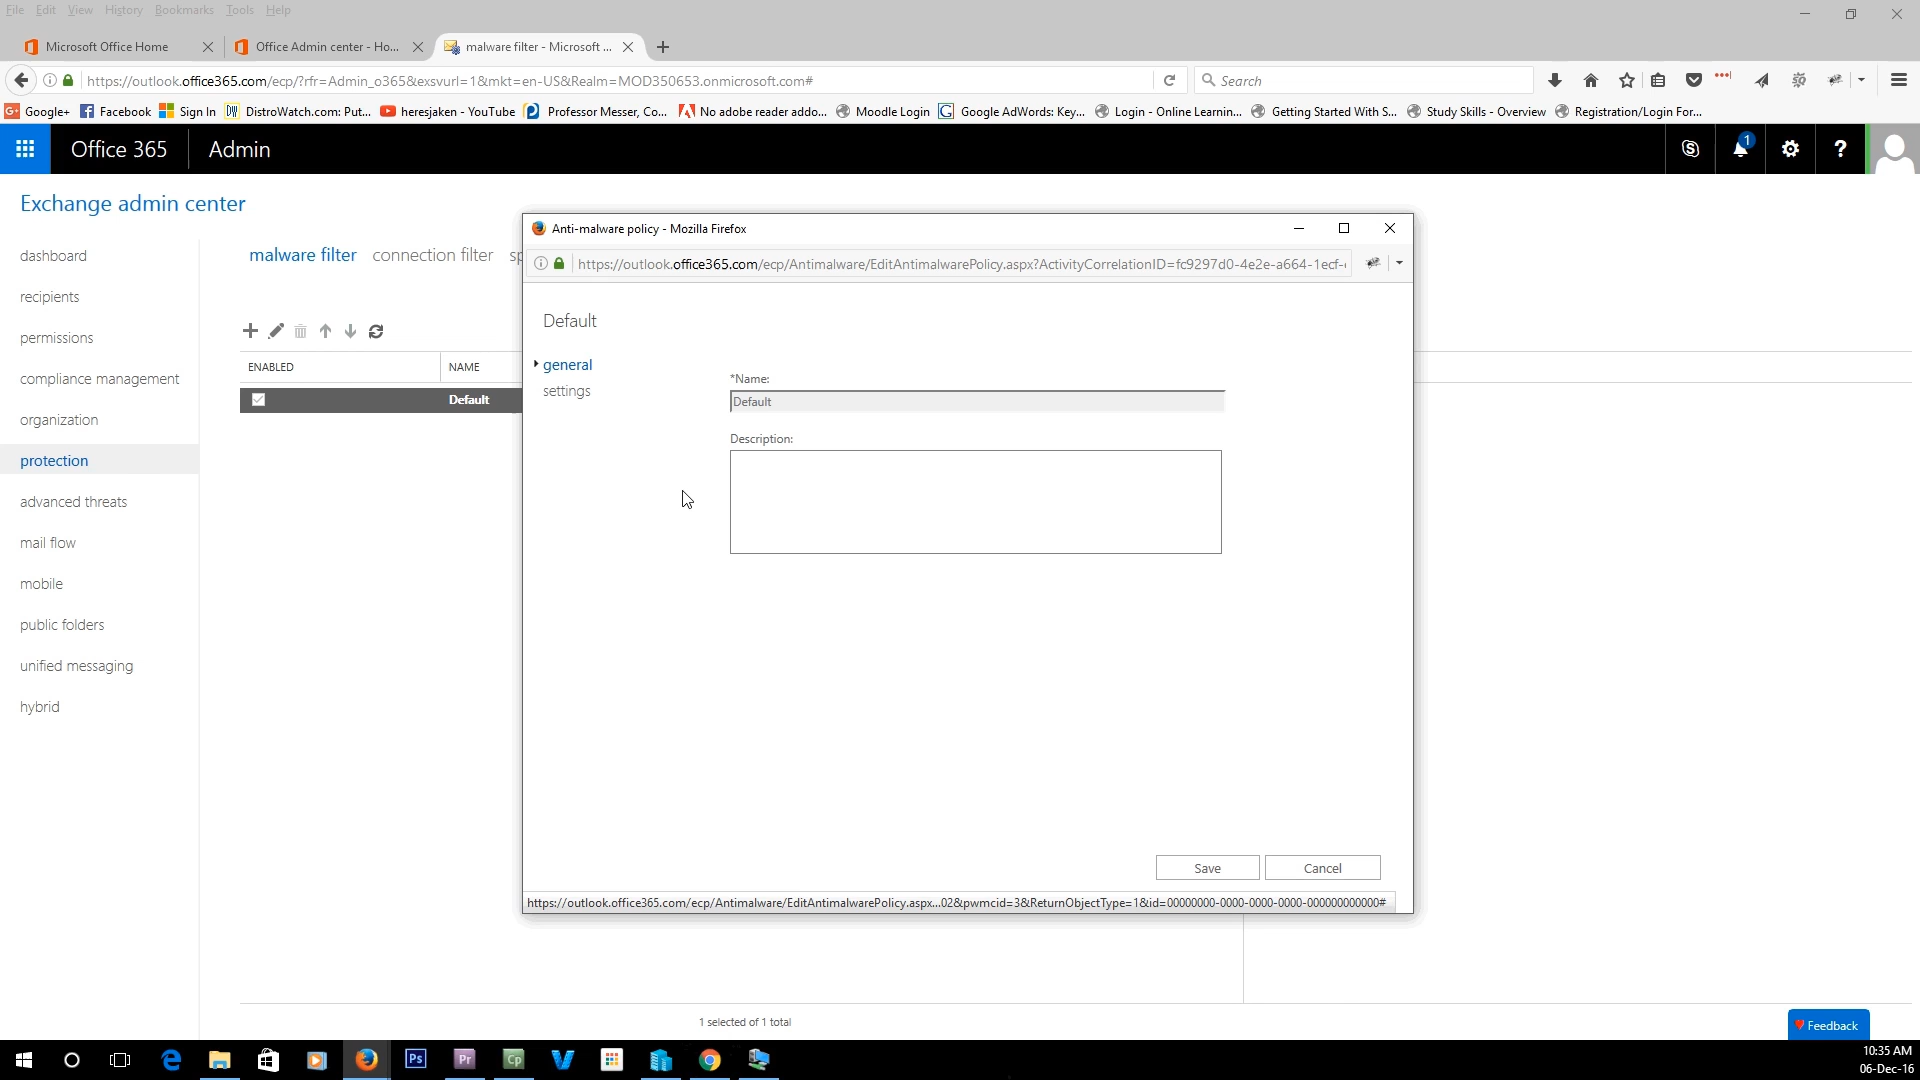 File Edit View History Bookmarks Tools Help
Microsoft Office Home
Office Admin center - Ho...
malware filter - Microsoft ...
https://outlook.office365.com/ecp/?rfr=Admin_o365&exsvurl=1&mkt=en-US&Realm=MOD350653.onmicrosoft.com#
Search
Google+ Facebook Sign In DistroWatch.com: Put... heresjaken - YouTube Professor Messer, Co... No adobe reader addo... Moodle Login Google AdWords: Key... Login - Online Learnin... Getting Started With S... Study Skills - Overview Registration/Login For...
Office 365 Admin 1 ?
Exchange admin center
dashboard
recipients
permissions
compliance management
organization
protection
advanced threats
mail flow
mobile
public folders
unified messaging
hybrid
malware filter connection filter sp
ENABLED NAME
Default
Anti-malware policy - Mozilla Firefox
https://outlook.office365.com/ecp/Antimalware/EditAntimalwarePolicy.aspx?ActivityCorrelationID=fc9297d0-4e2e-a664-1ecf-
Default
general
settings
*Name:
Default
Description:
Save Cancel
https://outlook.office365.com/ecp/Antimalware/EditAntimalwarePolicy.aspx...02&pwmcid=3&ReturnObjectType=1&id=00000000-0000-0000-0000-000000000000#
1 selected of 1 total
Feedback
Ps Pr Cp
10:35 AM
06-Dec-16